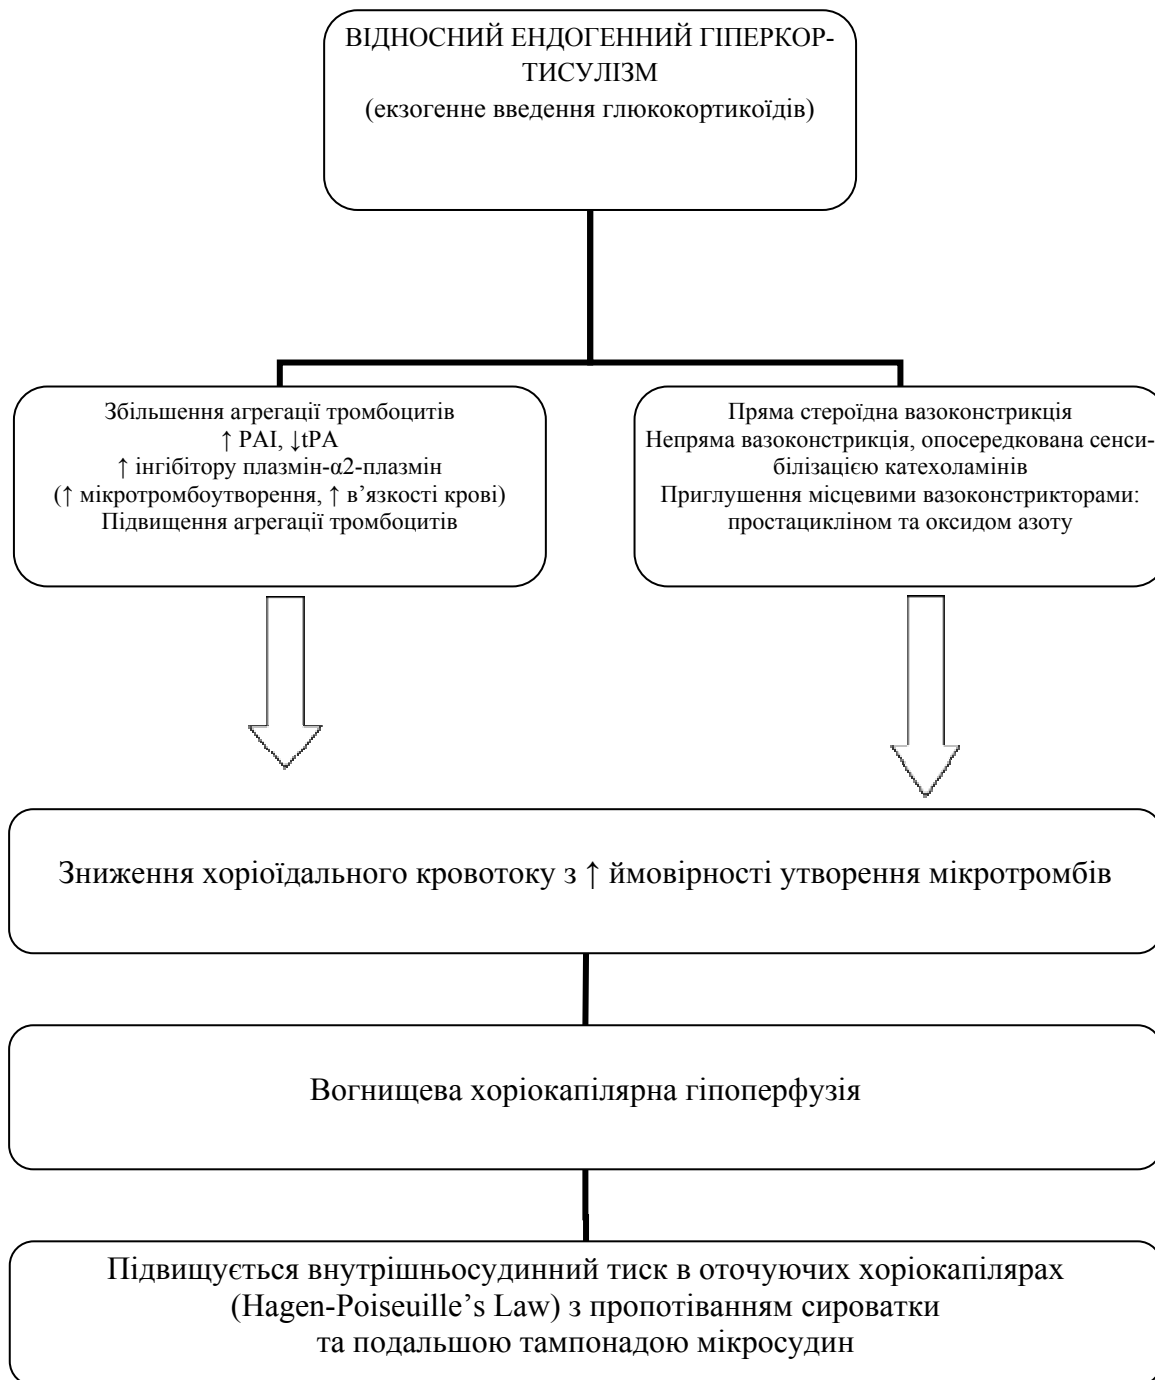 ВІДНОСНИЙ ЕНДОГЕННИЙ ГІПЕРКОР-
ТИСУЛІЗМ
(екзогенне введення глюкокортикоїдів)
Збільшення агрегації тромбоцитів
↑ PAI, ↓tPA
↑ інгібітору плазмін-α2-плазмін
(↑ мікротромбоутворення, ↑ в’язкості крові)
Підвищення агрегації тромбоцитів
Пряма стероїдна вазоконстрикція
Непряма вазоконстрикція, опосередкована сенси-
білізацією катехоламінів
Приглушення місцевими вазоконстрикторами:
простацикліном та оксидом азоту
Зниження хоріоїдального кровотоку з ↑ ймовірності утворення мікротромбів
Вогнищева хоріокапілярна гіпоперфузія
Підвищується внутрішньосудинний тиск в оточуючих хоріокапілярах
(Hagen-Poiseuille’s Law) з пропотіванням сироватки
та подальшою тампонадою мікросудин